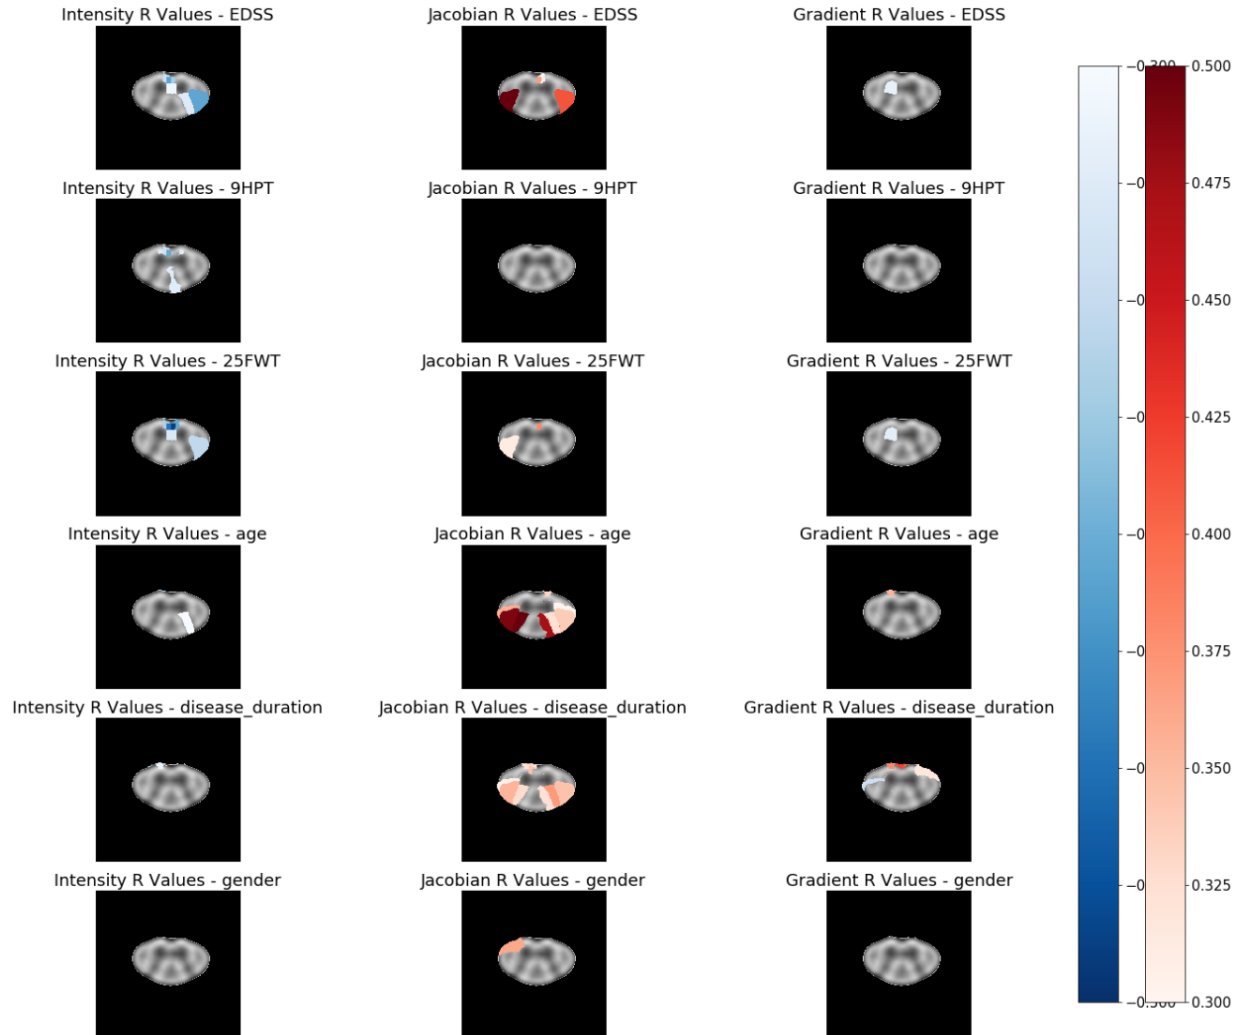 Intensity R Values - EDSS
Jacobian R Values - EDSS
Gradient R Values - EDSS
Intensity R Values - 9HPT
Jacobian R Values - 9HPT
Gradient R Values - 9HPT
Intensity R Values - 25FWT
Jacobian R Values - 25FWT
Gradient R Values - 25FWT
Intensity R Values - age
Jacobian R Values - age
Gradient R Values - age
Intensity R Values - disease_duration
Jacobian R Values - disease_duration
Gradient R Values - disease_duration
Intensity R Values - gender
Jacobian R Values - gender
Gradient R Values - gender
0.500
0.475
0.450
0.425
0.400
0.375
0.350
0.325
0.300